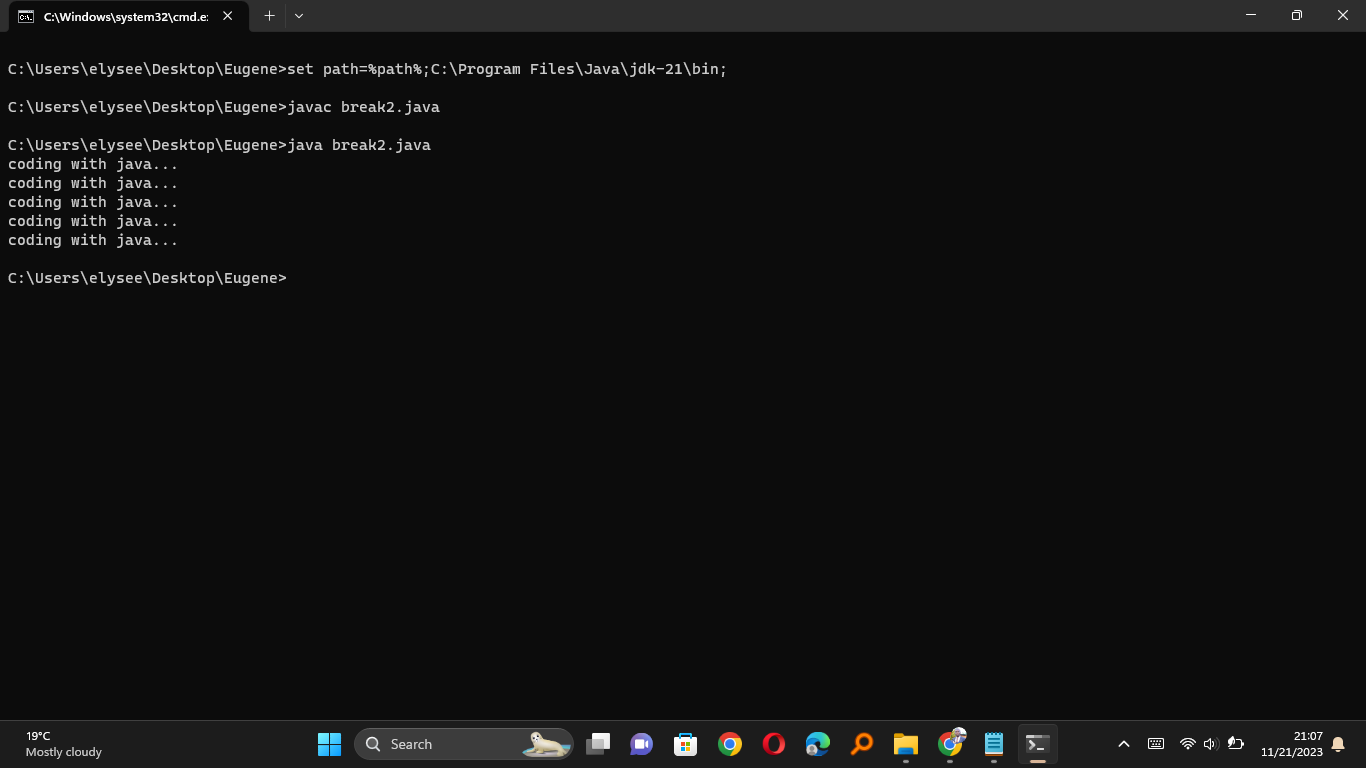 C:\Windows\system32\cmd.e:
C:\Users\elysee\Desktop\Eugene>set path=%path%;C:\Program Files\Java\jdk-21\bin;
C:\Users\elysee\Desktop\Eugene>javac break2.java
C:\Users\elysee\Desktop\Eugene>java break2.java
coding with java...
coding with java...
coding with java...
coding with java...
coding with java...
C:\Users\elysee\Desktop\Eugene>
19°C
Mostly cloudy
Search
21:07
11/21/2023